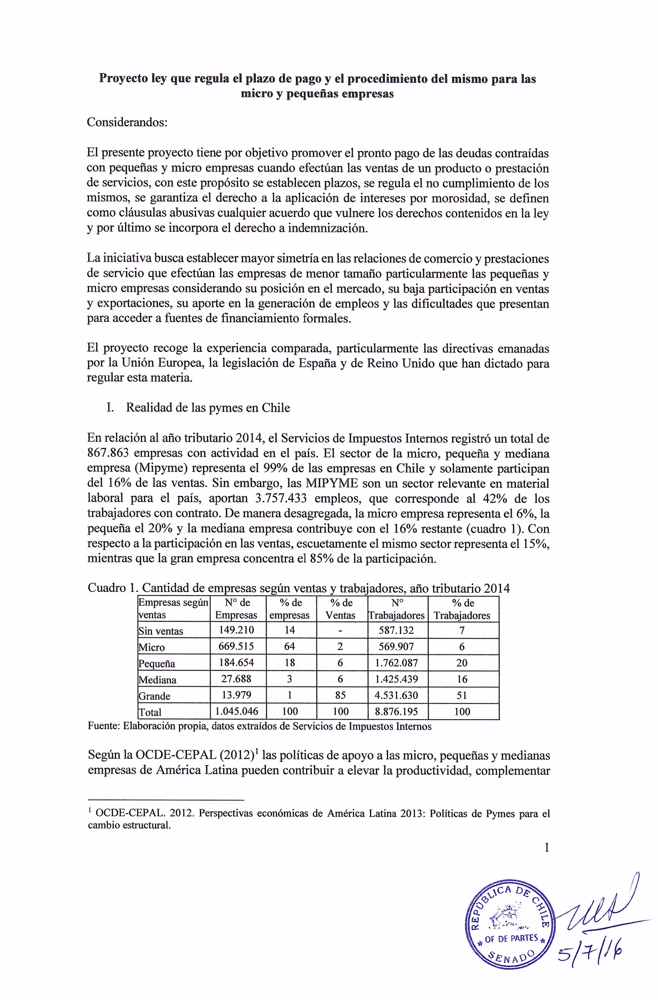 Proyecto ley que regula el plazo de pago y el procedimiento del mismo para las
micro y pequeñas empresas
Considerandos:
El presente proyecto tiene por objetivo promover el pronto pago de las deudas contraídas
con pequeñas y micro empresas cuando efectúan las ventas de un producto o prestación
de servicios, con este propósito se establecen plazos, se regula el no cumplimiento de los
mismos, se garantiza el derecho a la aplicación de intereses por morosidad, se definen
como cláusulas abusivas cualquier acuerdo que vulnere los derechos contenidos en la ley
y por último se incorpora el derecho a indemnización.
La iniciativa busca establecer mayor simetría en las relaciones de comercio y prestaciones
de servicio que efectúan las empresas de menor tamaño particularmente las pequeñas y
micro empresas considerando su posición en el mercado, su baja participación en ventas
y exportaciones, su aporte en la generación de empleos y las dificultades que presentan
para acceder a fuentes de financiamiento formales.
El proyecto recoge la experiencia comparada, particularmente las directivas emanadas
por la Unión Europea, la legislación de España y de Reino Unido que han dictado para
regular esta materia.
I. Realidad de las pymes en Chile
En relación al año tributario 2014, el Servicios de Impuestos Internos registró un total de
867.863 empresas con actividad en el país. El sector de la micro, pequeña y mediana
empresa (Mipyme) representa el 99% de las empresas en Chile y solamente participan
del 16% de las ventas. Sin embargo, las MIPYME son un sector relevante en material
laboral para el país, aportan 3.757.433 empleos, que corresponde al 42% de los
trabajadores con contrato. De manera desagregada, la micro empresa representa el 6%, la
pequeña el 20% y la mediana empresa contribuye con el 16% restante (cuadro 1). Con
respecto a la participación en las ventas, escuetamente el mismo sector representa el 15%,
mientras que la gran empresa concentra el 85% de la participación.
Cuadro 1. Cantidad de empresas según ventas y trabajadores, año tributario 2014
Empresas según ventas N° de Empresas % de empresas % de Ventas N° Trabajadores % de Trabajadores
Sin ventas 149.210 14 - 587.132 7
Micro 669.515 64 2 569.907 6
Pequeña 184.654 18 6 1.762.087 20
Mediana 27.688 3 6 1.425.439 16
Grande 13.979 1 85 4.531.630 51
Total 1.045.046 100 100 8.876.195 100
Fuente: Elaboración propia, datos extraídos de Servicios de Impuestos Internos
Según la OCDE-CEPAL (2012)¹ las políticas de apoyo a las micro, pequeñas y medianas
empresas de América Latina pueden contribuir a elevar la productividad, complementar
¹ OCDE-CEPAL. 2012. Perspectivas económicas de América Latina 2013: Políticas de Pymes para el
cambio estructural.
1
REPÚBLICA DE CHILE
OF DE PARTES
SENADO
5/7/16